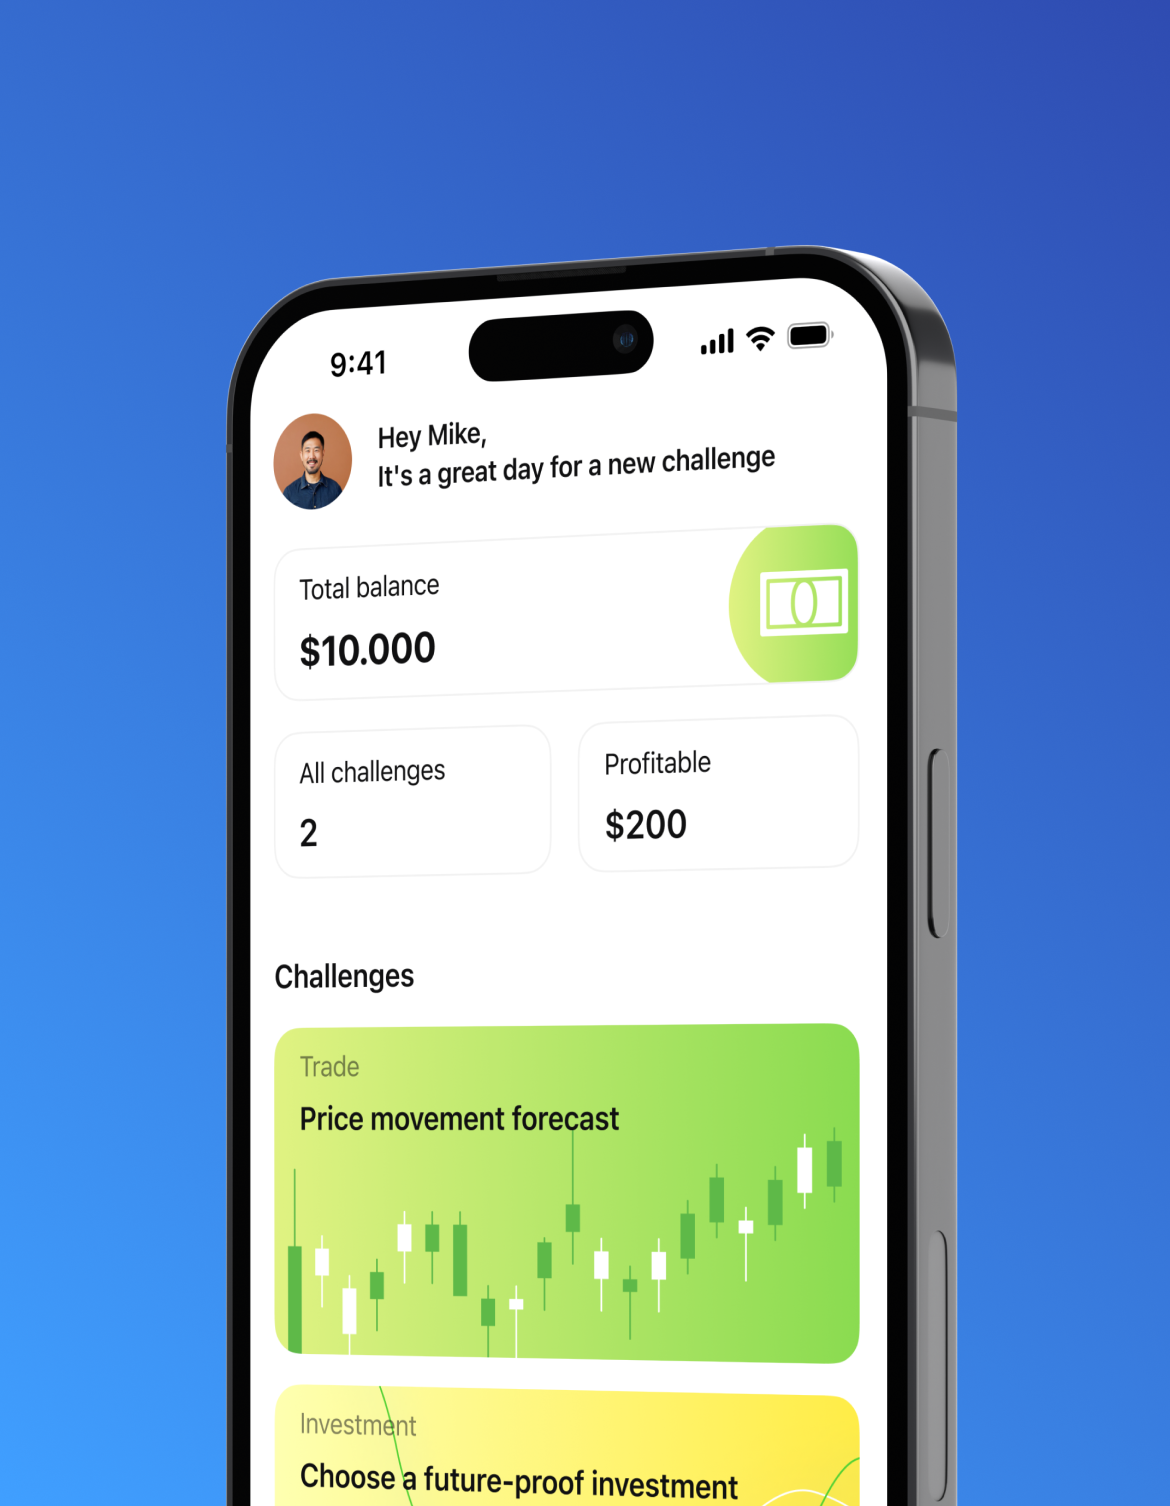 9:41
Hey Mike,
It's a great day for a new challenge
Total balance
$10.000
All challenges
2
Profitable
$200
Challenges
Trade
Price movement forecast
Investment
Choose a future-proof investment